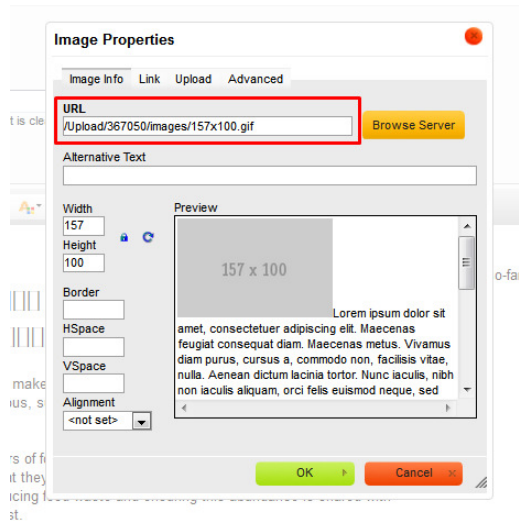 Image Properties
Image Info Link Upload Advanced
URL
/Upload/367050/images/157x100.gif
Browse Server
t is cle
Alternative Text
Width
157
Height
100
Border
HSpace
VSpace
Alignment
<not set>
Preview
157 x 100
Lorem ipsum dolor sit
amet, consectetuer adipiscing elit. Maecenas
feugiat consequat diam. Maecenas metus. Vivamus
diam purus, cursus a, commodo non, facilisis vitae,
nulla. Aenean dictum lacinia tortor. Nunc iaculis, nibh
non iaculis aliquam, orci felis euismod neque, sed
o-fa
make
ous, s
OK
Cancel
rs of f
t they
st.